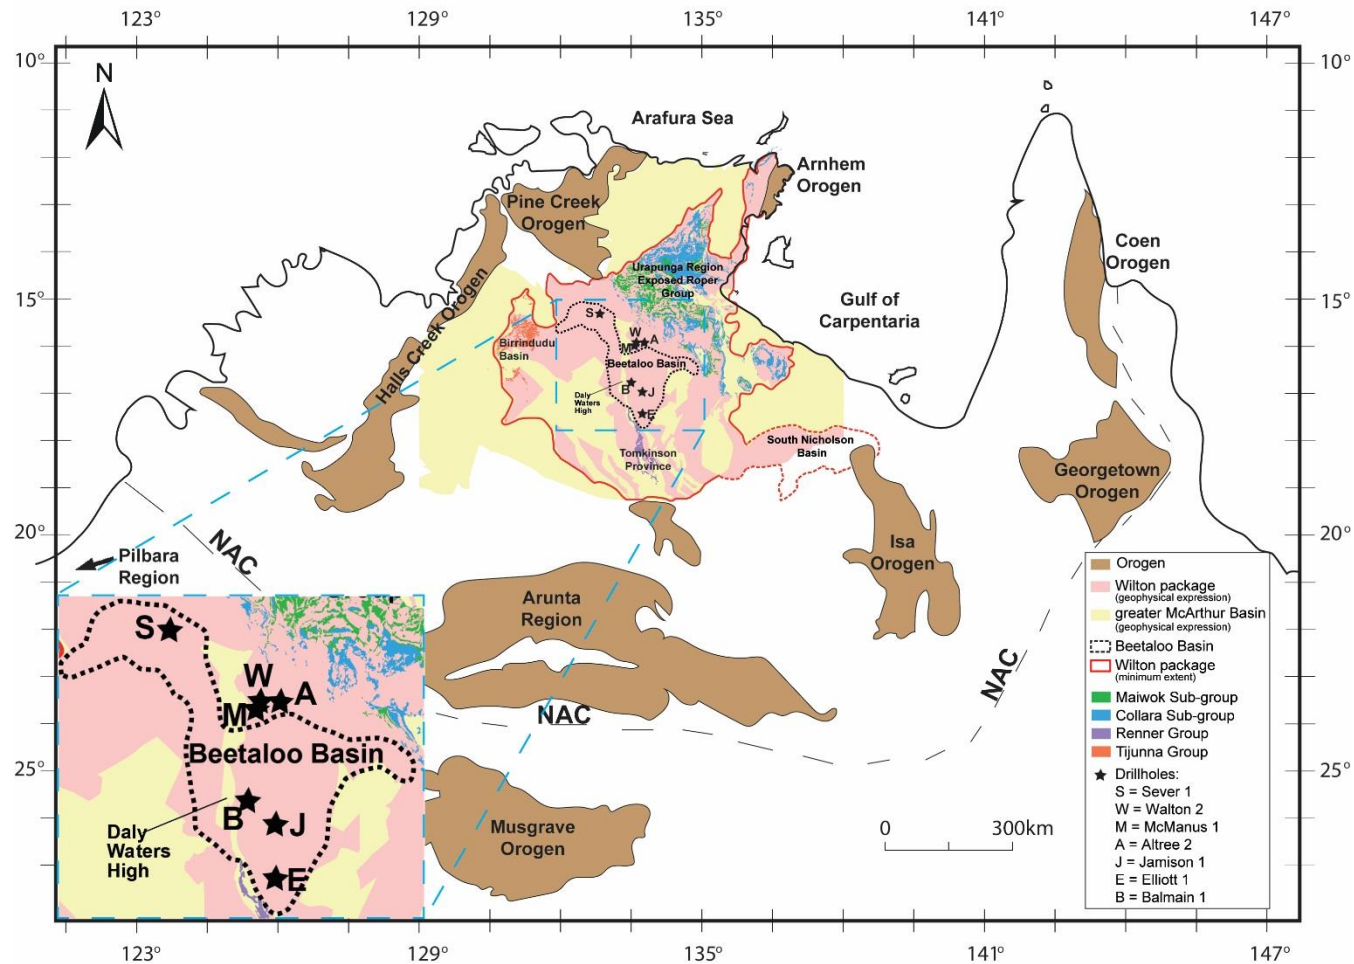 123° 129° 135° 141° 147°
10° 10°
N
Arafura Sea
Arnhem
Orogen
Pine Creek
Orogen
Coen
Orogen
Urapunga Region
Exposed Roper
Group
15° 15°
Gulf of
Carpentaria
Halls Creek Orogen
S
W
A
M
Birrindudu
Basin
Beetaloo Basin
B
J
Daly
Waters
High
E
South Nicholson
Basin
Tomkinson
Province
Georgetown
Orogen
20° 20°
NAC
Isa
Orogen
Pilbara
Region
Arunta
Region
NAC
NAC
S
W
A
M
Beetaloo Basin
B
J
Daly
Waters
High
E
25° 25°
Musgrave
Orogen
0 300km
Orogen
Wilton package
(geophysical expression)
greater McArthur Basin
(geophysical expression)
Beetaloo Basin
Wilton package
(minimum extent)
Maiwok Sub-group
Collara Sub-group
Renner Group
Tijunna Group
Drillholes:
S = Sever 1
W = Walton 2
M = McManus 1
A = Altree 2
J = Jamison 1
E = Elliott 1
B = Balmain 1
123° 129° 135° 141° 147°